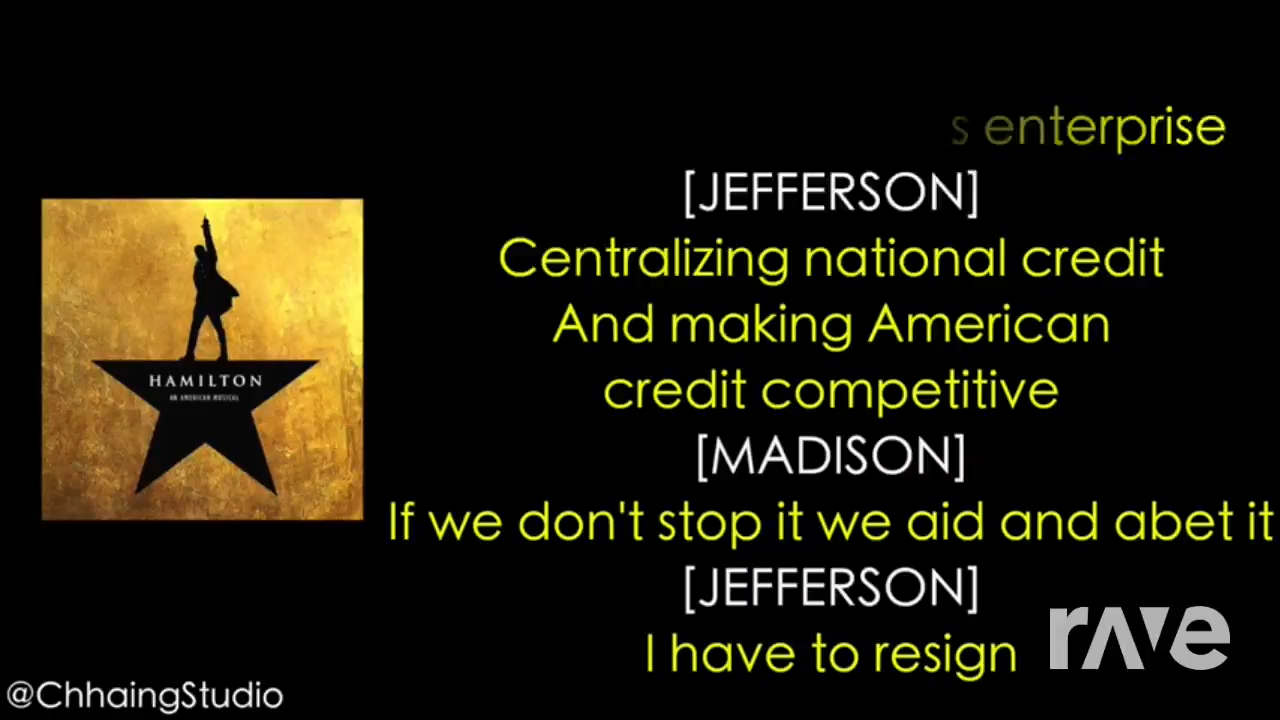 s enterprise
[JEFFERSON]
Centralizing national credit
And making American
credit competitive
[MADISON]
If we don't stop it we aid and abet it
[JEFFERSON]
I have to resign
HAMILTON
AN AMERICAN MUSICAL
rave
@ChhaingStudio